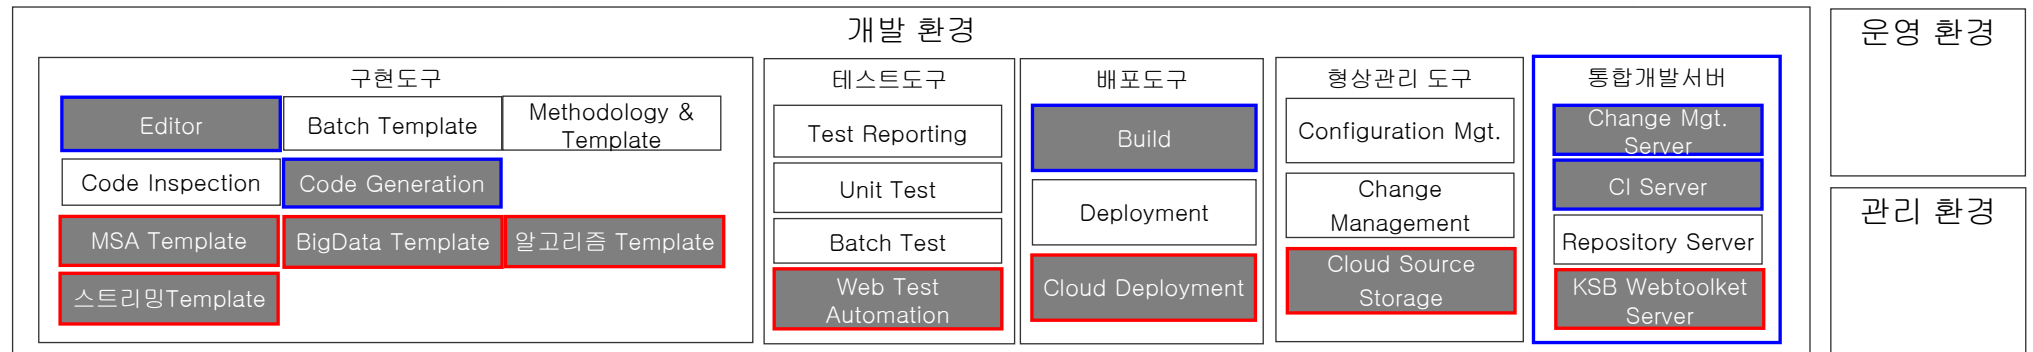 개발 환경
운영 환경
관리 환경
구현도구
Editor
Batch Template
Methodology &
Template
Code Inspection
Code Generation
MSA Template
BigData Template
알고리즘 Template
스트리밍Template
테스트도구
Test Reporting
Unit Test
Batch Test
Web Test
Automation
배포도구
Build
Deployment
Cloud Deployment
형상관리 도구
Configuration Mgt.
Change
Management
Cloud Source
Storage
통합개발서버
Change Mgt.
Server
CI Server
Repository Server
KSB Webtoolket
Server